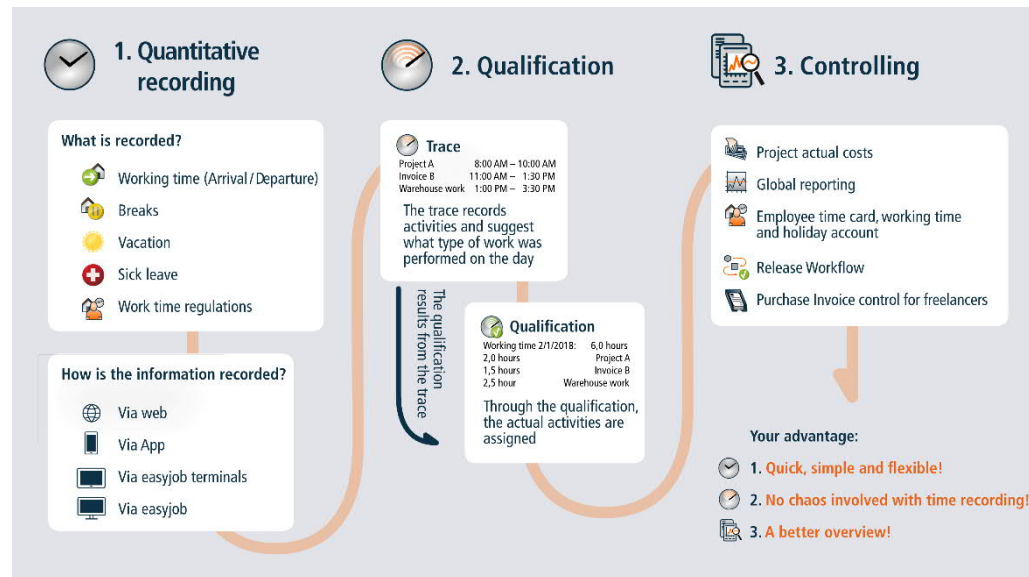 1. Quantitative
recording
What is recorded?
Working time (Arrival/Departure)
Breaks
Vacation
Sick leave
Work time regulations
How is the information recorded?
Via web
Via App
Via easyjob terminals
Via easyjob
2. Qualification
Trace
Project A 8:00 AM – 10:00 AM
Invoice B 11:00 AM – 1:30 PM
Warehouse work 1:00 PM – 3:30 PM
The trace records
activities and suggest
what type of work was
performed on the day
The qualification
results from the trace
Qualification
Working time 2/1/2018: 6,0 hours
2,0 hours Project A
1,5 hours Invoice B
2,5 hour Warehouse work
Through the qualification,
the actual activities are
assigned
3. Controlling
Project actual costs
Global reporting
Employee time card, working time
and holiday account
Release Workflow
Purchase Invoice control for freelancers
Your advantage:
1. Quick, simple and flexible!
2. No chaos involved with time recording!
3. A better overview!